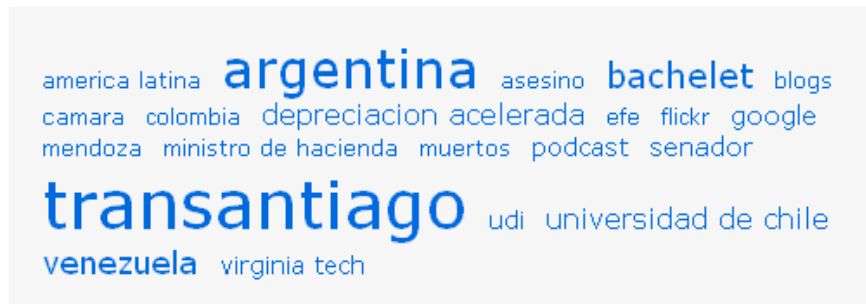 america latina argentina asesino bachelet blogs
camara colombia depreciacion acelerada efe flickr google
mendoza ministro de hacienda muertos podcast senador
transantiago udi universidad de chile
venezuela virginia tech